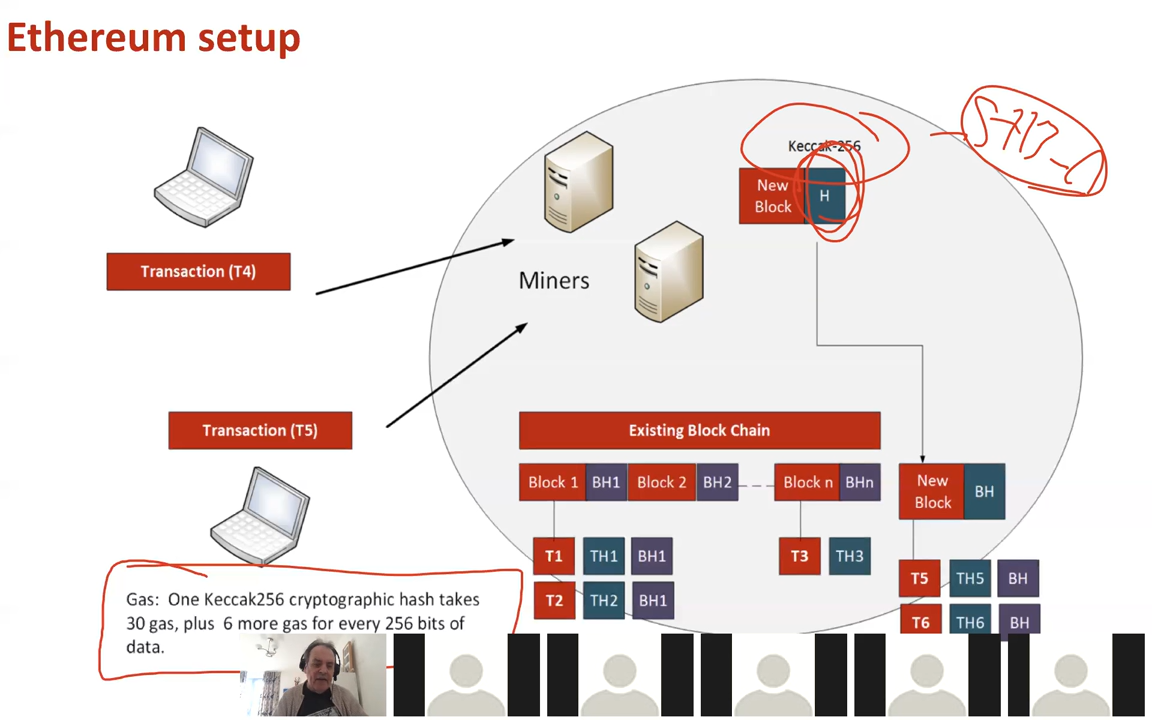 Ethereum setup
Keccak-256
New
Block
H
Transaction (T4)
Miners
Transaction (T5)
Existing Block Chain
Block 1 BH1 Block 2 BH2 Block n BHn
New
Block
BH
T1 TH1 BH1 T3 TH3
T5 TH5 BH
T2 TH2 BH1
T6 TH6 BH
Gas: One Keccak256 cryptographic hash takes
30 gas, plus 6 more gas for every 256 bits of
data.